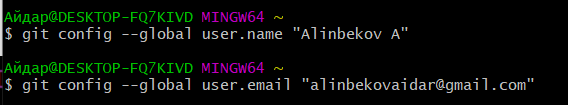 Айдар@DESKTOP-FQ7KIVD MINGW64 ~
$ git config --global user.name "Alinbekov A"
Айдар@DESKTOP-FQ7KIVD MINGW64 ~
$ git config --global user.email "alinbekovaidar@gmail.com"